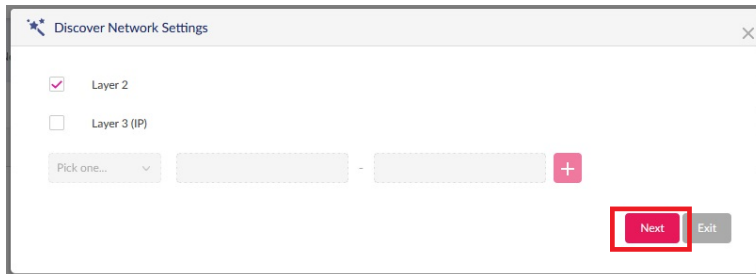 Discover Network Settings
Layer 2
Layer 3 (IP)
Pick one... -
Next Exit